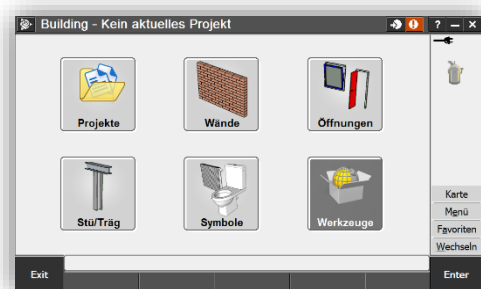 Building - Kein aktuelles Projekt
? – ×
Projekte
Wände
Öffnungen
Stü/Träg
Symbole
Werkzeuge
Karte
Menü
Favoriten
Wechseln
Exit
Enter